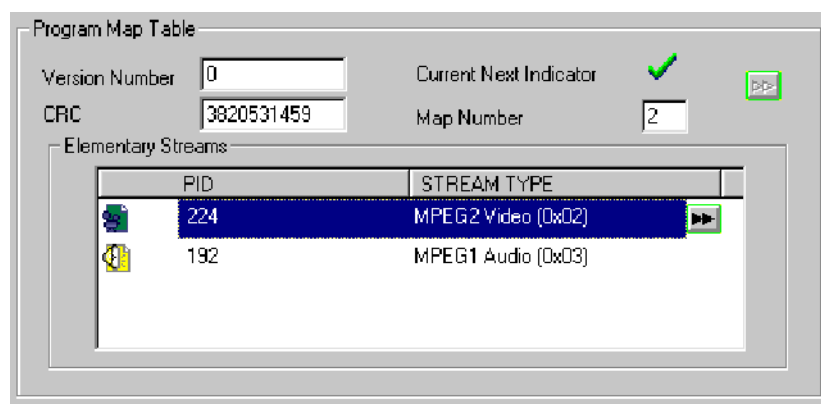 Program Map Table
Version Number 0 Current Next Indicator
CRC 3820531459 Map Number 2
Elementary Streams
PID STREAM TYPE
224 MPEG2 Video (0x02)
192 MPEG1 Audio (0x03)